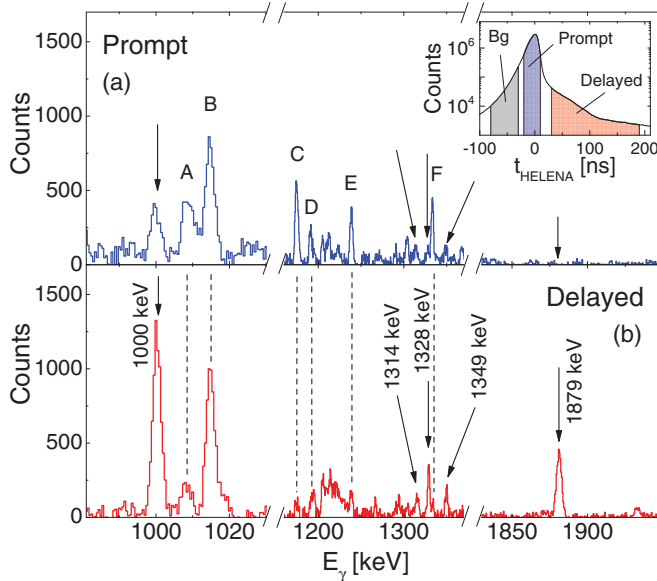 Prompt
(a)
A
B
C
D
E
F
Counts
1500
1000
500
0
Bg
Prompt
Delayed
Counts
10^6
10^4
-100
0
100
200
t_HELENA [ns]
Delayed
(b)
1000 keV
1314 keV
1328 keV
1349 keV
1879 keV
Counts
1500
1000
500
0
1000
1020
1200
1300
1850
1900
E_γ [keV]